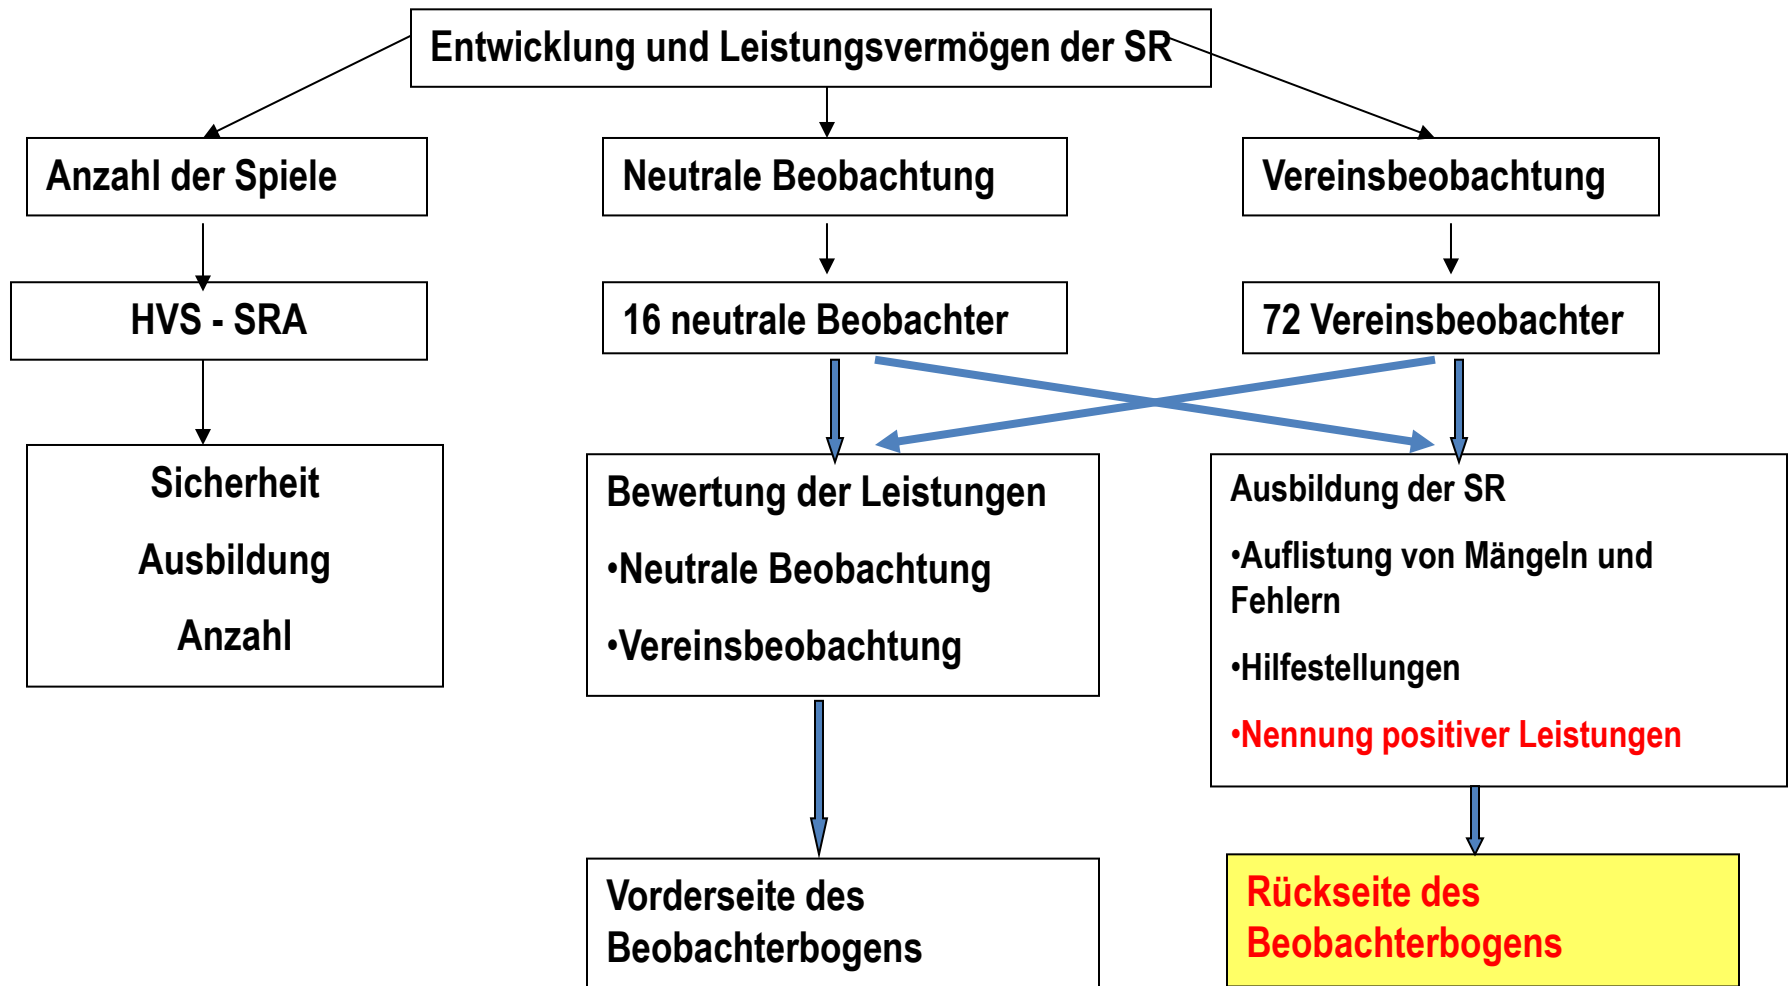 Entwicklung und Leistungsvermögen der SR
Anzahl der Spiele
Neutrale Beobachtung
Vereinsbeobachtung
HVS - SRA
16 neutrale Beobachter
72 Vereinsbeobachter
Sicherheit
Ausbildung
Anzahl
Bewertung der Leistungen
•Neutrale Beobachtung
•Vereinsbeobachtung
Ausbildung der SR
•Auflistung von Mängeln und
Fehlern
•Hilfestellungen
•Nennung positiver Leistungen
Vorderseite des
Beobachterbogens
Rückseite des
Beobachterbogens